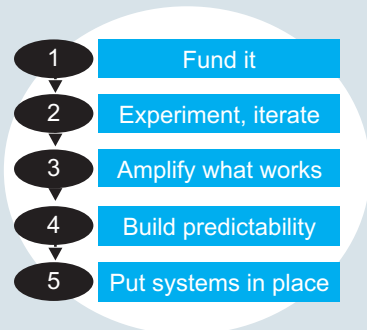 1 Fund it
2 Experiment, iterate
3 Amplify what works
4 Build predictability
5 Put systems in place